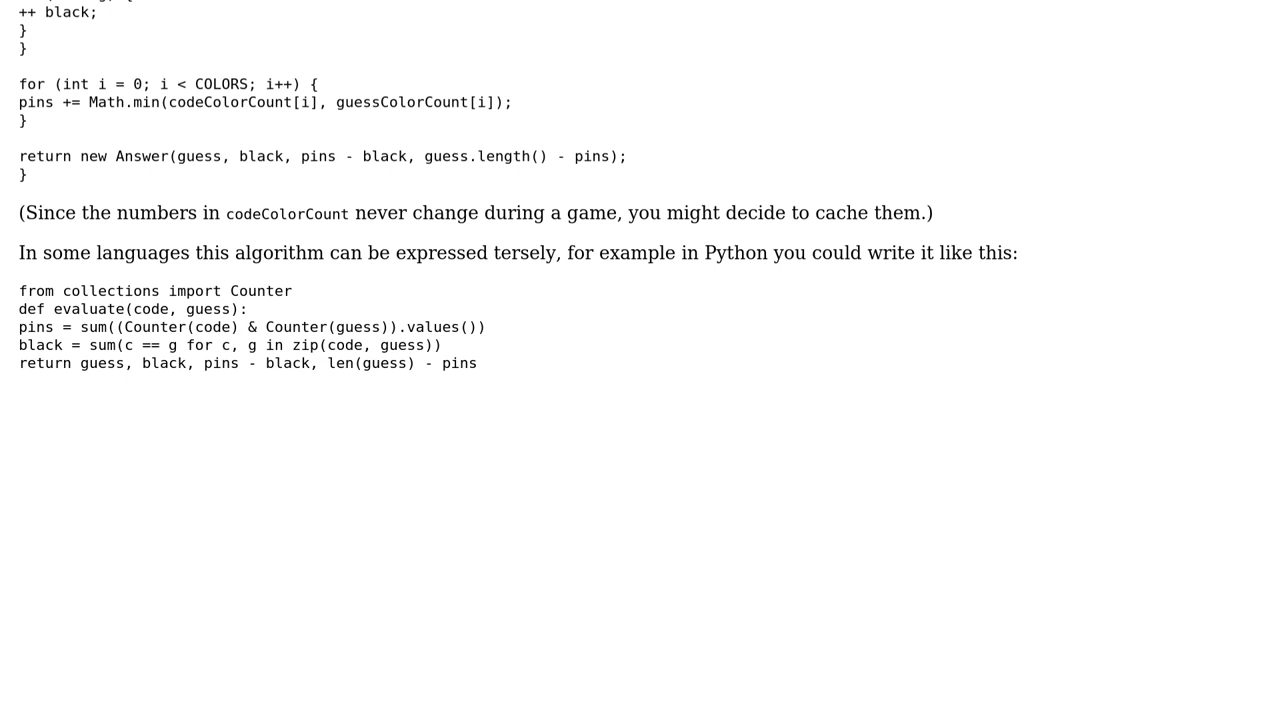 ++ black;
}
}
for (int i = 0; i < COLORS; i++) {
pins += Math.min(codeColorCount[i], guessColorCount[i]);
}
return new Answer(guess, black, pins - black, guess.length() - pins);
}
(Since the numbers in codeColorCount never change during a game, you might decide to cache them.)
In some languages this algorithm can be expressed tersely, for example in Python you could write it like this:
from collections import Counter
def evaluate(code, guess):
pins = sum((Counter(code) & Counter(guess)).values())
black = sum(c == g for c, g in zip(code, guess))
return guess, black, pins - black, len(guess) - pins